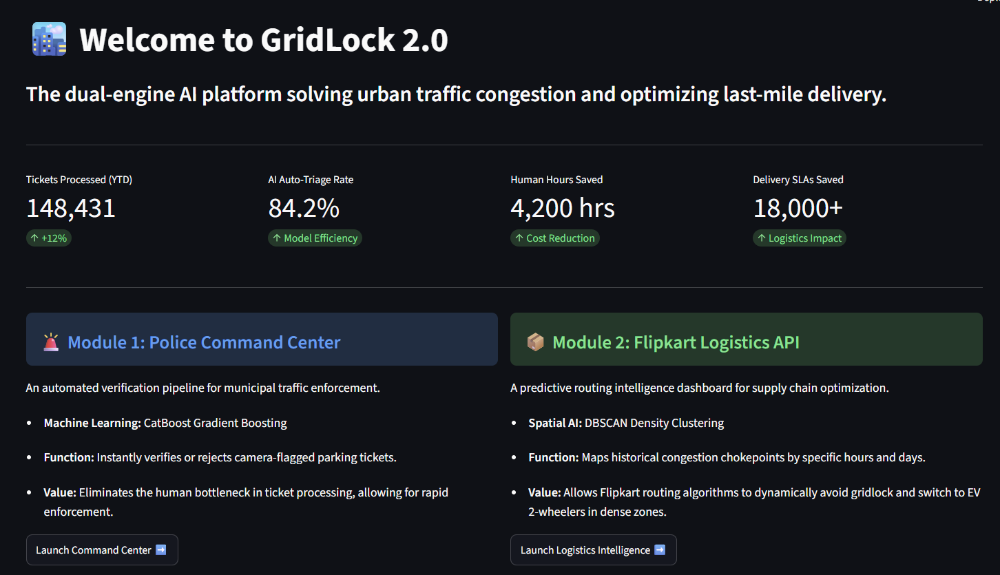 Welcome to GridLock 2.0
The dual-engine AI platform solving urban traffic congestion and optimizing last-mile delivery.
Tickets Processed (YTD)
148,431
↑ +12%
AI Auto-Triage Rate
84.2%
↑ Model Efficiency
Human Hours Saved
4,200 hrs
↑ Cost Reduction
Delivery SLAs Saved
18,000+
↑ Logistics Impact
Module 1: Police Command Center
An automated verification pipeline for municipal traffic enforcement.
• Machine Learning: CatBoost Gradient Boosting
• Function: Instantly verifies or rejects camera-flagged parking tickets.
• Value: Eliminates the human bottleneck in ticket processing, allowing for rapid
enforcement.
Launch Command Center ➡
Module 2: Flipkart Logistics API
A predictive routing intelligence dashboard for supply chain optimization.
• Spatial AI: DBSCAN Density Clustering
• Function: Maps historical congestion chokepoints by specific hours and days.
• Value: Allows Flipkart routing algorithms to dynamically avoid gridlock and switch to EV
2-wheelers in dense zones.
Launch Logistics Intelligence ➡